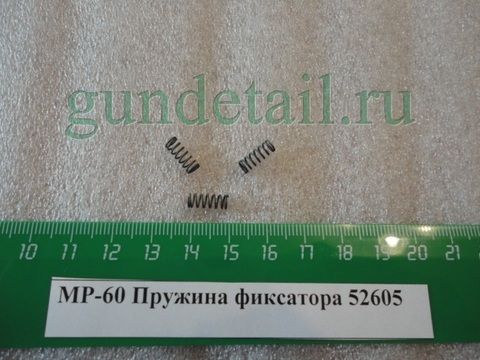 gundetail.ru
10 11 12 13 14 15 16 17 18 19 20 21
МР-60 Пружина фиксатора 52605